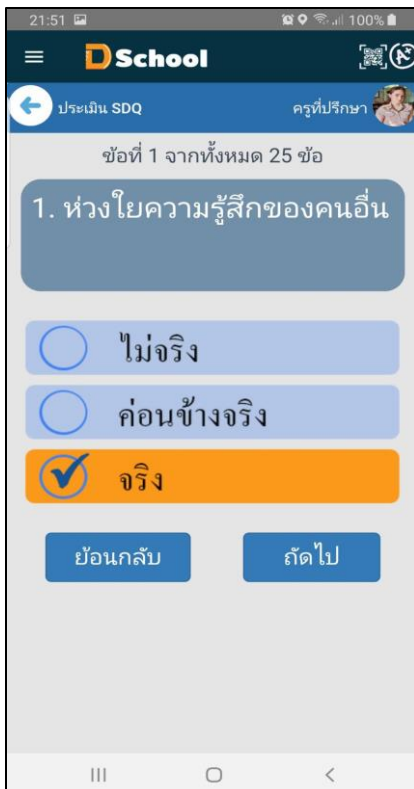 21:51 100%
DSchool
ประเมิน SDQ ครูที่ปรึกษา
ข้อที่ 1 จากทั้งหมด 25 ข้อ
1. ห่วงใยความรู้สึกของคนอื่น
ไม่จริง
ค่อนข้างจริง
จริง
ย้อนกลับ ถัดไป